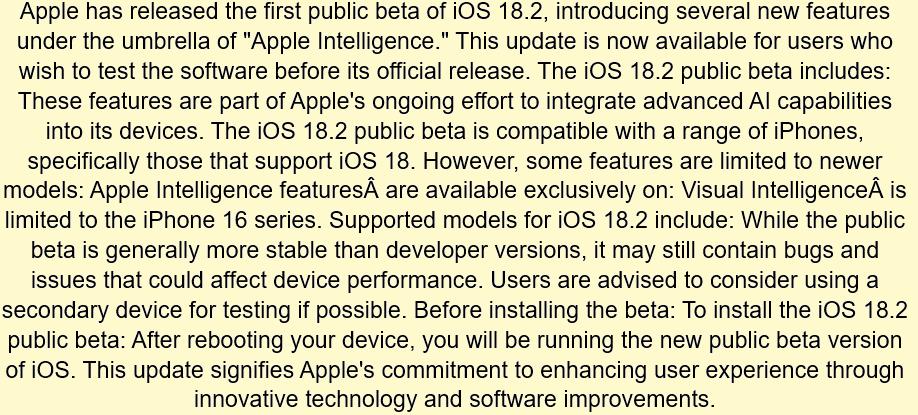 Apple has released the first public beta of iOS 18.2, introducing several new features
under the umbrella of "Apple Intelligence." This update is now available for users who
wish to test the software before its official release. The iOS 18.2 public beta includes:
These features are part of Apple's ongoing effort to integrate advanced AI capabilities
into its devices. The iOS 18.2 public beta is compatible with a range of iPhones,
specifically those that support iOS 18. However, some features are limited to newer
models: Apple Intelligence featuresÂ are available exclusively on: Visual IntelligenceÂ is
limited to the iPhone 16 series. Supported models for iOS 18.2 include: While the public
beta is generally more stable than developer versions, it may still contain bugs and
issues that could affect device performance. Users are advised to consider using a
secondary device for testing if possible. Before installing the beta: To install the iOS 18.2
public beta: After rebooting your device, you will be running the new public beta version
of iOS. This update signifies Apple's commitment to enhancing user experience through
innovative technology and software improvements.